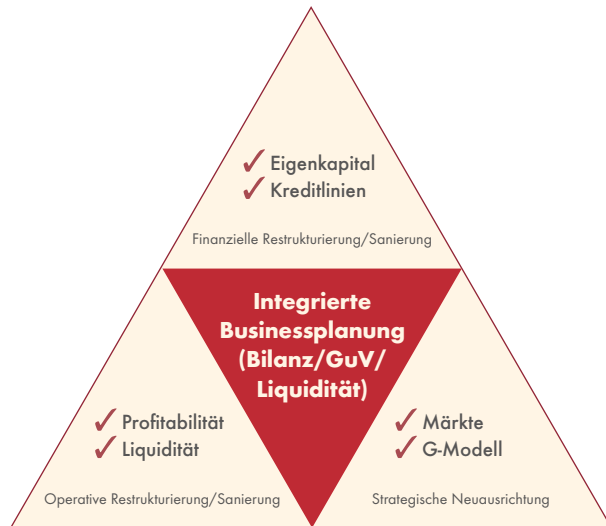 Eigenkapital
Kreditlinien
Finanzielle Restrukturierung/Sanierung
Integrierte
Businessplanung
(Bilanz/GuV/
Liquidität)
Profitabilität
Liquidität
Operative Restrukturierung/Sanierung
Märkte
G-Modell
Strategische Neuausrichtung